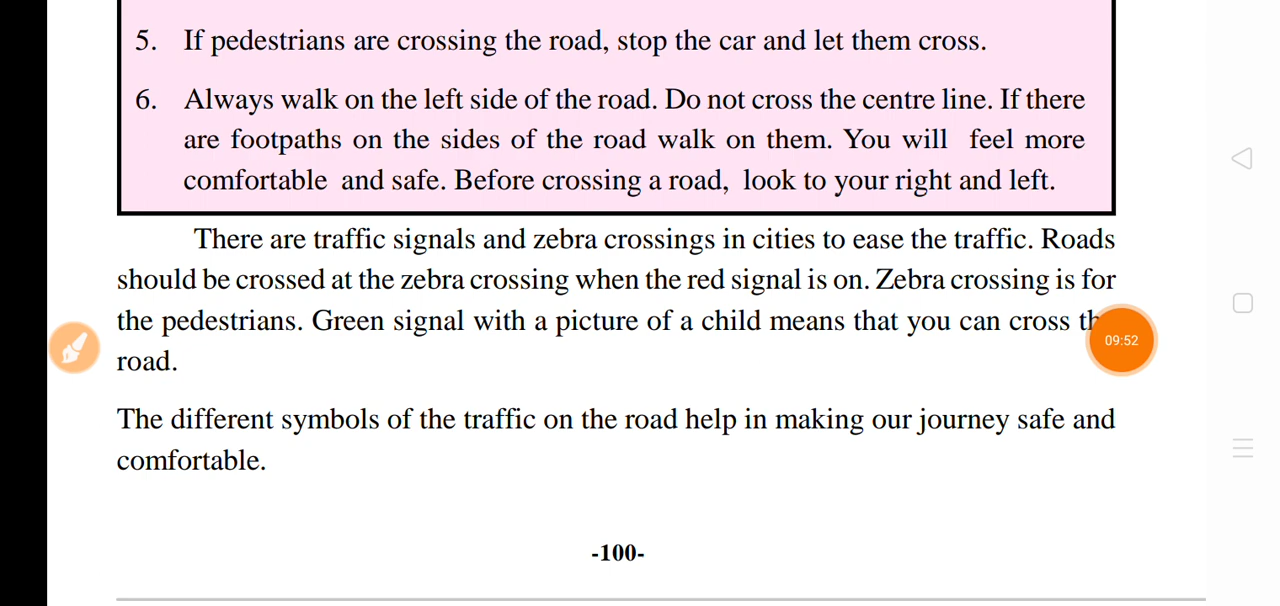 5. If pedestrians are crossing the road, stop the car and let them cross.
6. Always walk on the left side of the road. Do not cross the centre line. If there
are footpaths on the sides of the road walk on them. You will feel more
comfortable and safe. Before crossing a road, look to your right and left.
There are traffic signals and zebra crossings in cities to ease the traffic. Roads
should be crossed at the zebra crossing when the red signal is on. Zebra crossing is for
the pedestrians. Green signal with a picture of a child means that you can cross
09:52
road.
The different symbols of the traffic on the road help in making our journey safe and
comfortable.
-100-